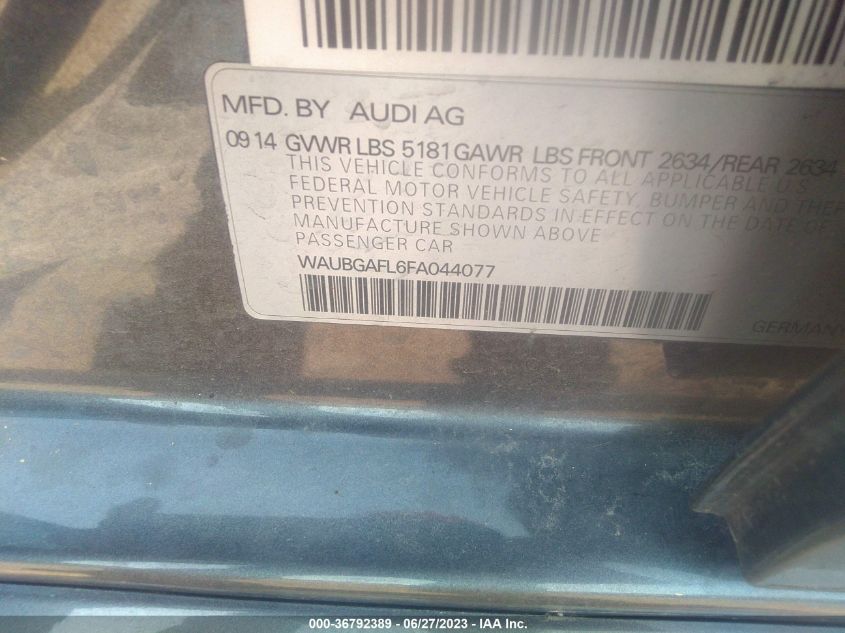 MFD. BY AUDI AG
09 14 GVWR LBS 5181 GAWR LBS FRONT 2634/REAR 2634
THIS VEHICLE CONFORMS TO ALL APPLICABLE U.S
FEDERAL MOTOR VEHICLE SAFETY, BUMPER AND THEF
PREVENTION STANDARDS IN EFFECT ON THE DATE OF
MANUFACTURE SHOWN ABOVE
PASSENGER CAR
WAUBGAFL6FA044077
GERMANY
000-36792389 - 06/27/2023 - IAA Inc.